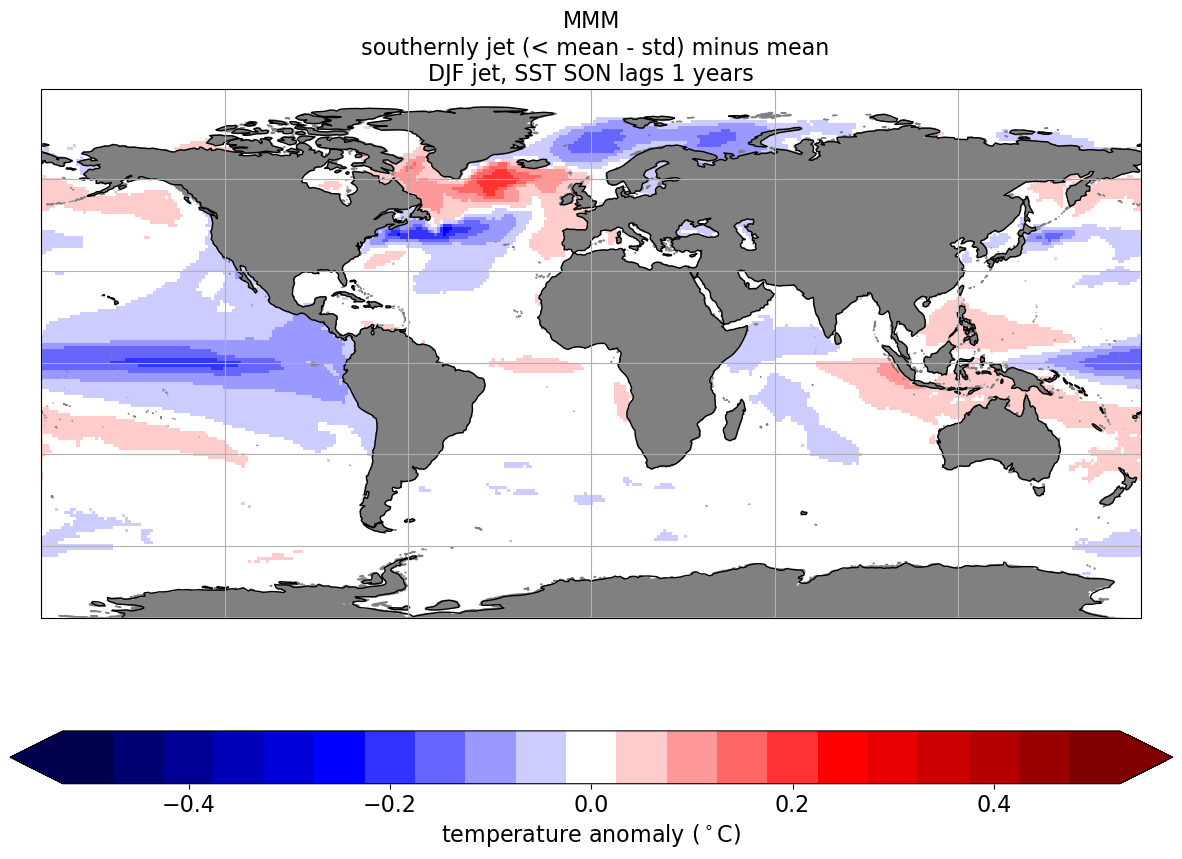 MMM
southernly jet (< mean - std) minus mean
DJF jet, SST SON lags 1 years
−0.4 −0.2 0.0 0.2 0.4
temperature anomaly (°C)